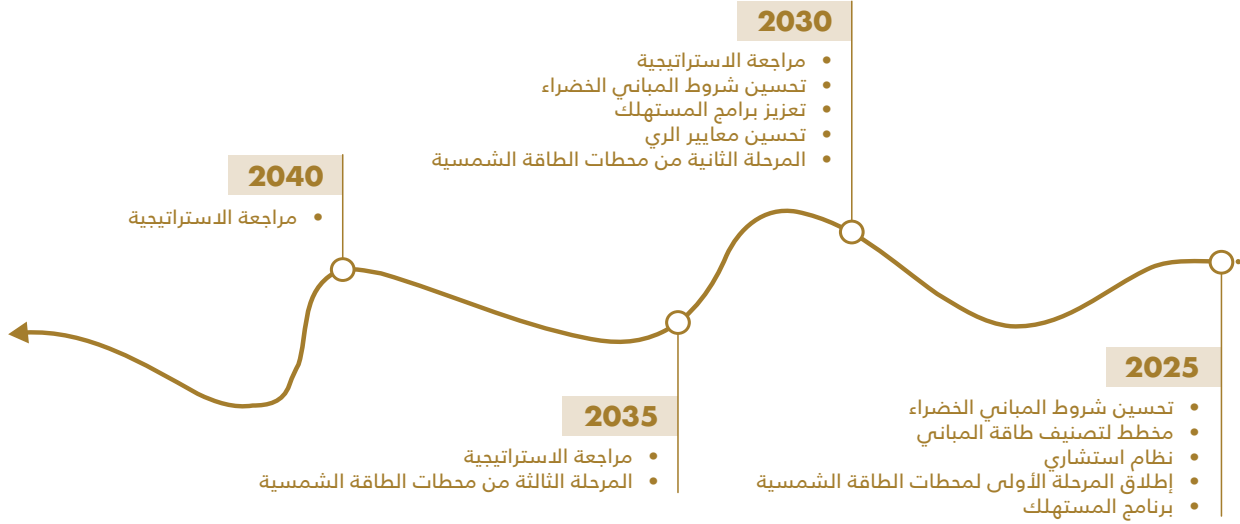 2025
• تحسين شروط المباني الخضراء
• مخطط لتصنيف طاقة المباني
• نظام استشاري
• إطلاق المرحلة الأولى لمحطات الطاقة الشمسية
• برنامج المستهلك
2030
• مراجعة الاستراتيجية
• تحسين شروط المباني الخضراء
• تعزيز برامج المستهلك
• تحسين معايير الري
• المرحلة الثانية من محطات الطاقة الشمسية
2035
• مراجعة الاستراتيجية
• المرحلة الثالثة من محطات الطاقة الشمسية
2040
• مراجعة الاستراتيجية